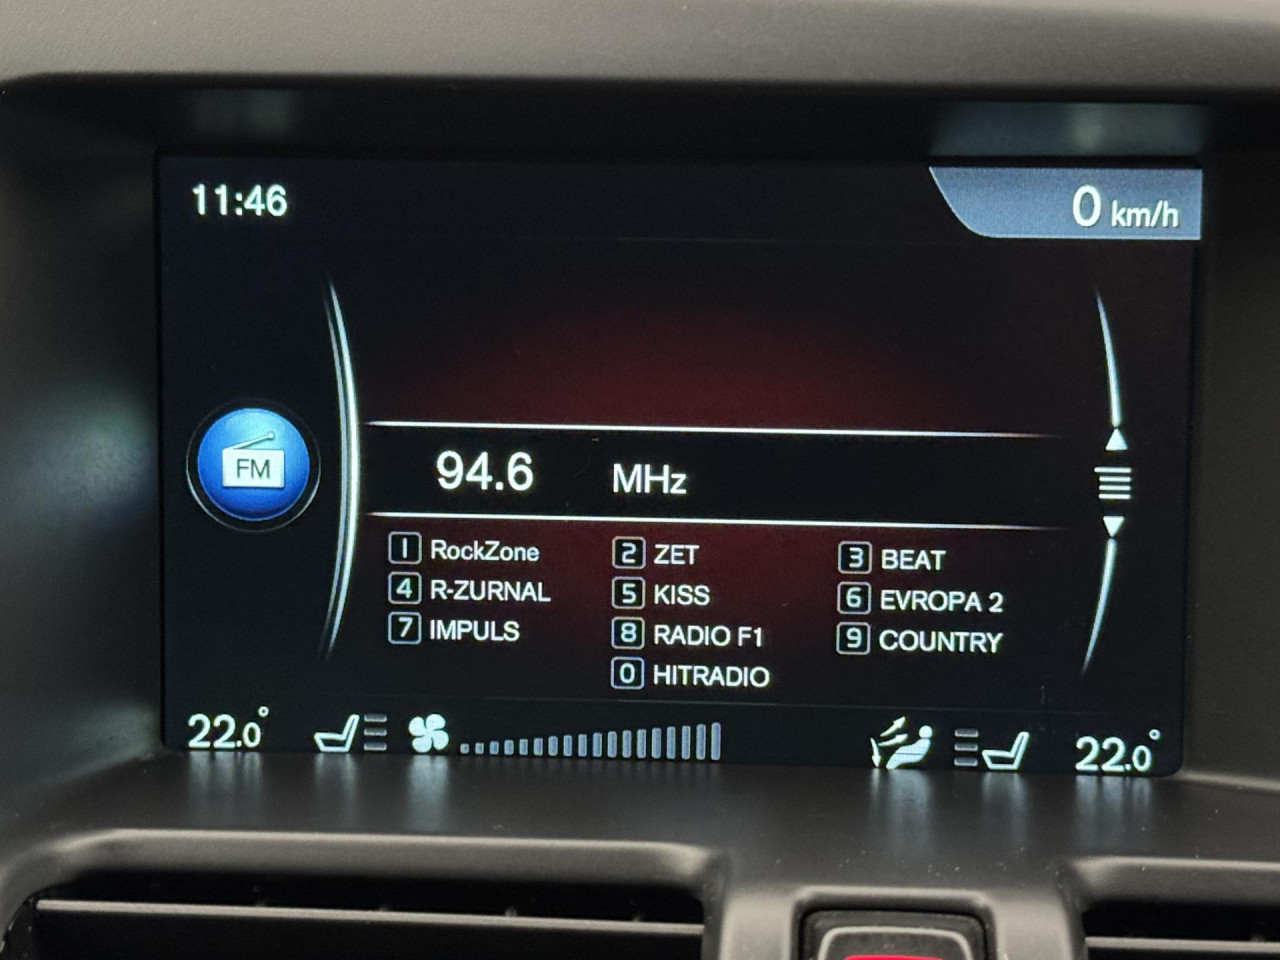 11:46
0 km/h
FM
94.6 MHz
1 RockZone 2 ZET 3 BEAT
4 R-ZURNAL 5 KISS 6 EVROPA 2
7 IMPULS 8 RADIO F1 9 COUNTRY
0 HITRADIO
22.0° 22.0°